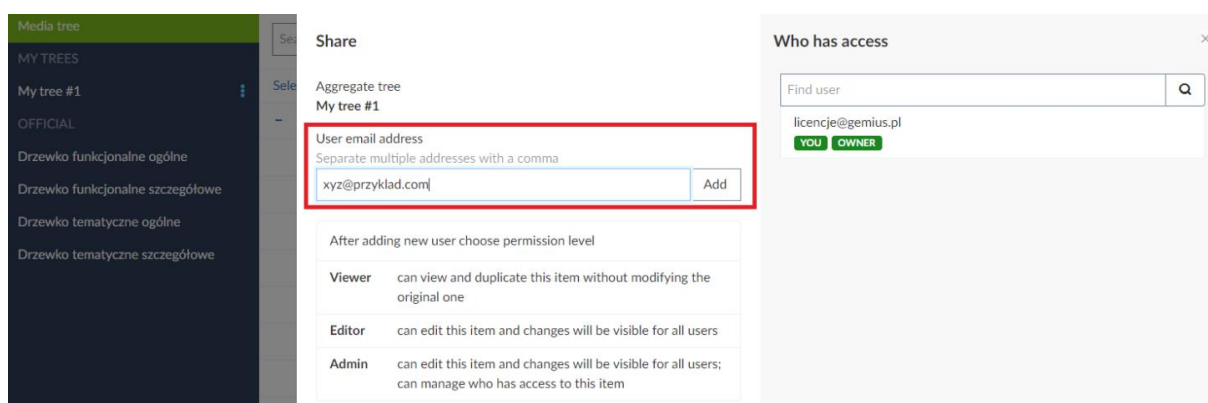 Media tree
MY TREES
My tree #1
OFFICIAL
Drzewko funkcjonalne ogólne
Drzewko funkcjonalne szczegółowe
Drzewko tematyczne ogólne
Drzewko tematyczne szczegółowe
Sea
Sele
Share
Aggregate tree
My tree #1
User email address
Separate multiple addresses with a comma
xyz@przyklad.com
Add
After adding new user choose permission level
Viewer can view and duplicate this item without modifying the
original one
Editor can edit this item and changes will be visible for all users
Admin can edit this item and changes will be visible for all users;
can manage who has access to this item
Who has access
Find user
licencje@gemius.pl
YOU OWNER